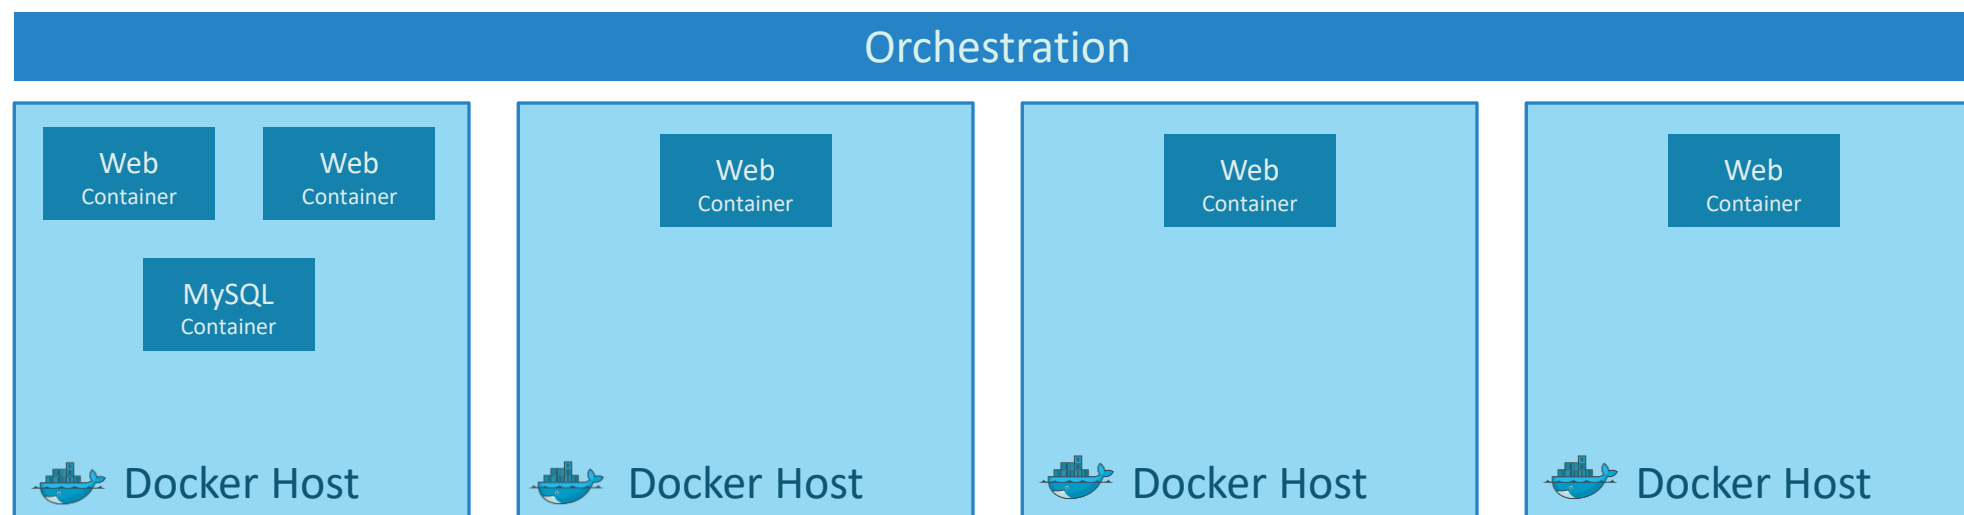 Orchestration
Web
Container
Web
Container
MySQL
Container
Docker Host
Web
Container
Docker Host
Web
Container
Docker Host
Web
Container
Docker Host